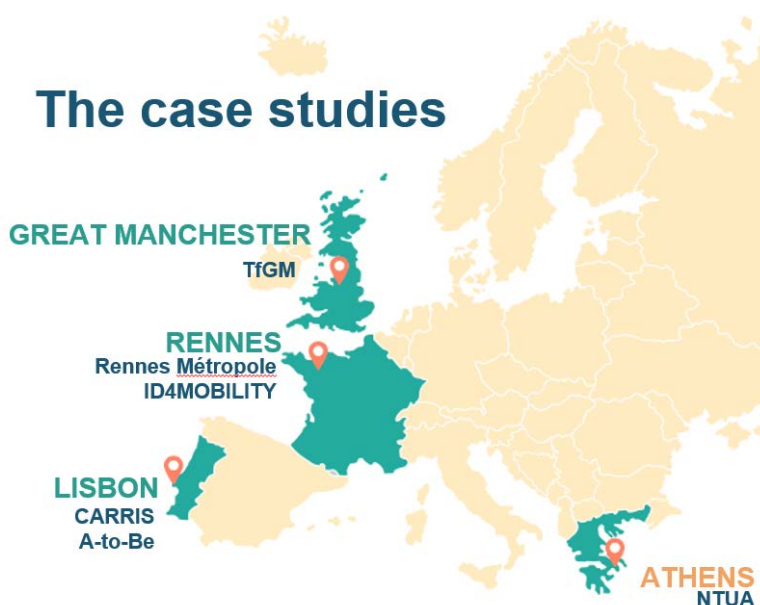 The case studies
GREAT MANCHESTER
TfGM
RENNES
Rennes Métropole
ID4MOBILITY
LISBON
CARRIS
A-to-Be
ATHENS
NTUA